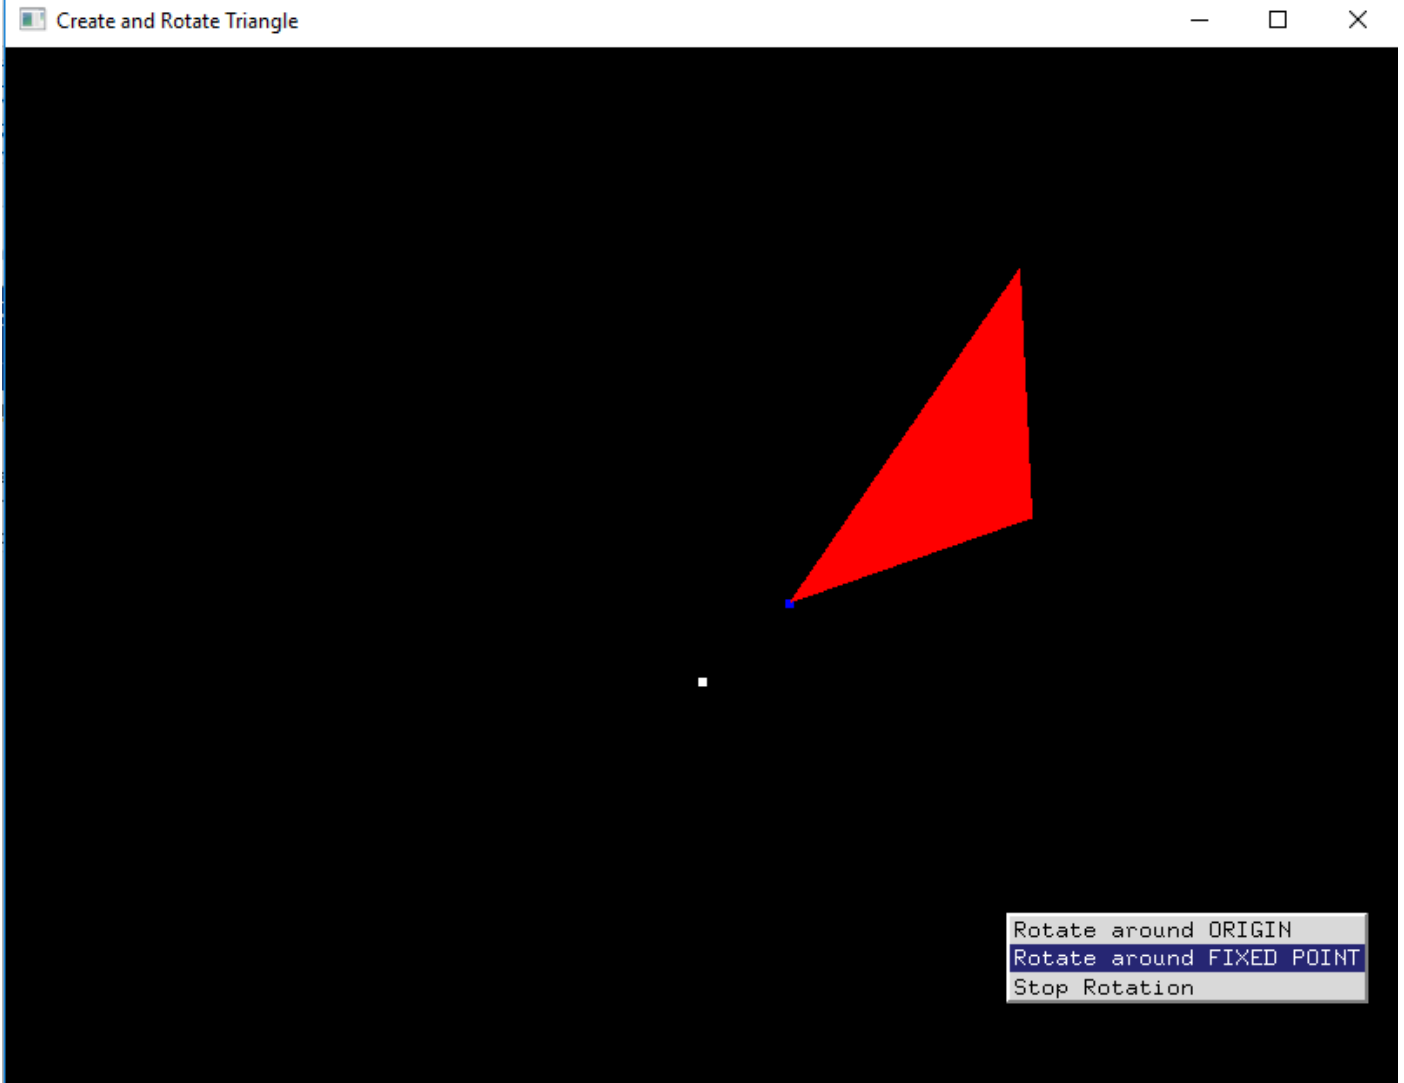 Create and Rotate Triangle
Rotate around ORIGIN
Rotate around FIXED POINT
Stop Rotation